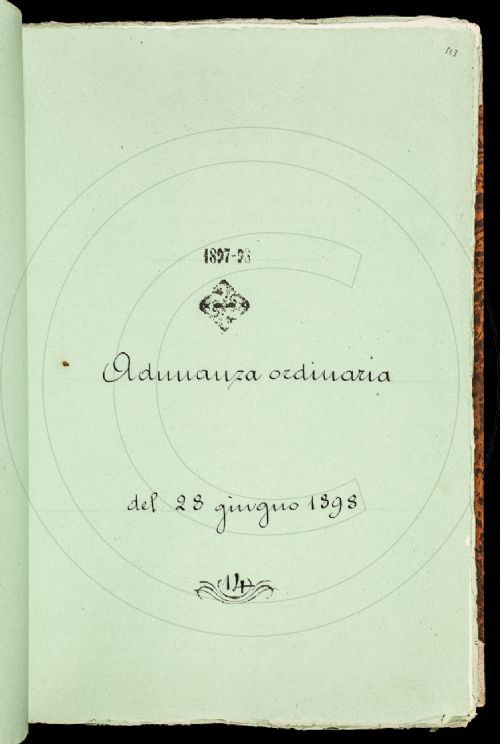 113
1897-98
Adunanza ordinaria
del 28 giugno 1898
14